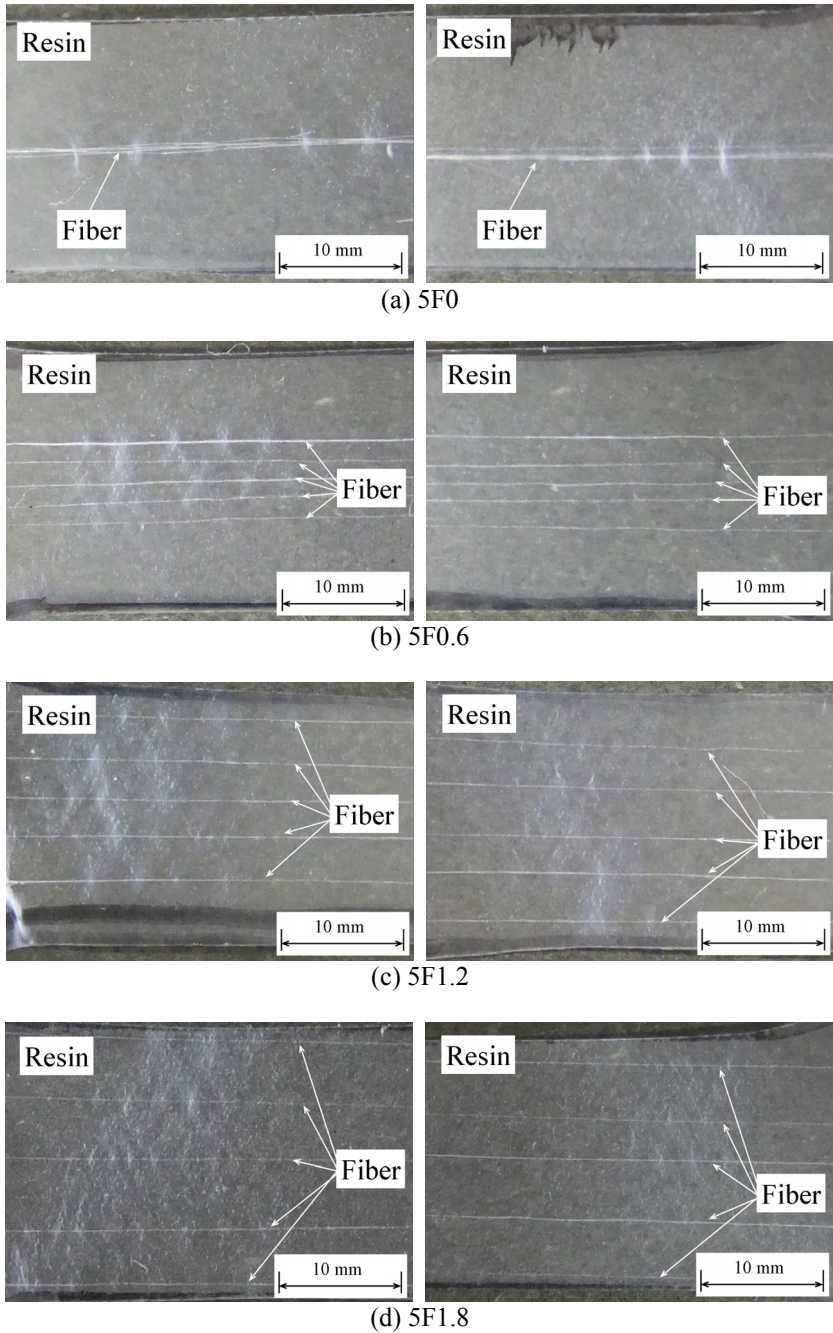 Resin
Resin
Fiber
Fiber
10 mm
10 mm
(a) 5F0
Resin
Resin
Fiber
Fiber
10 mm
10 mm
(b) 5F0.6
Resin
Resin
Fiber
Fiber
10 mm
10 mm
(c) 5F1.2
Resin
Resin
Fiber
Fiber
10 mm
10 mm
(d) 5F1.8